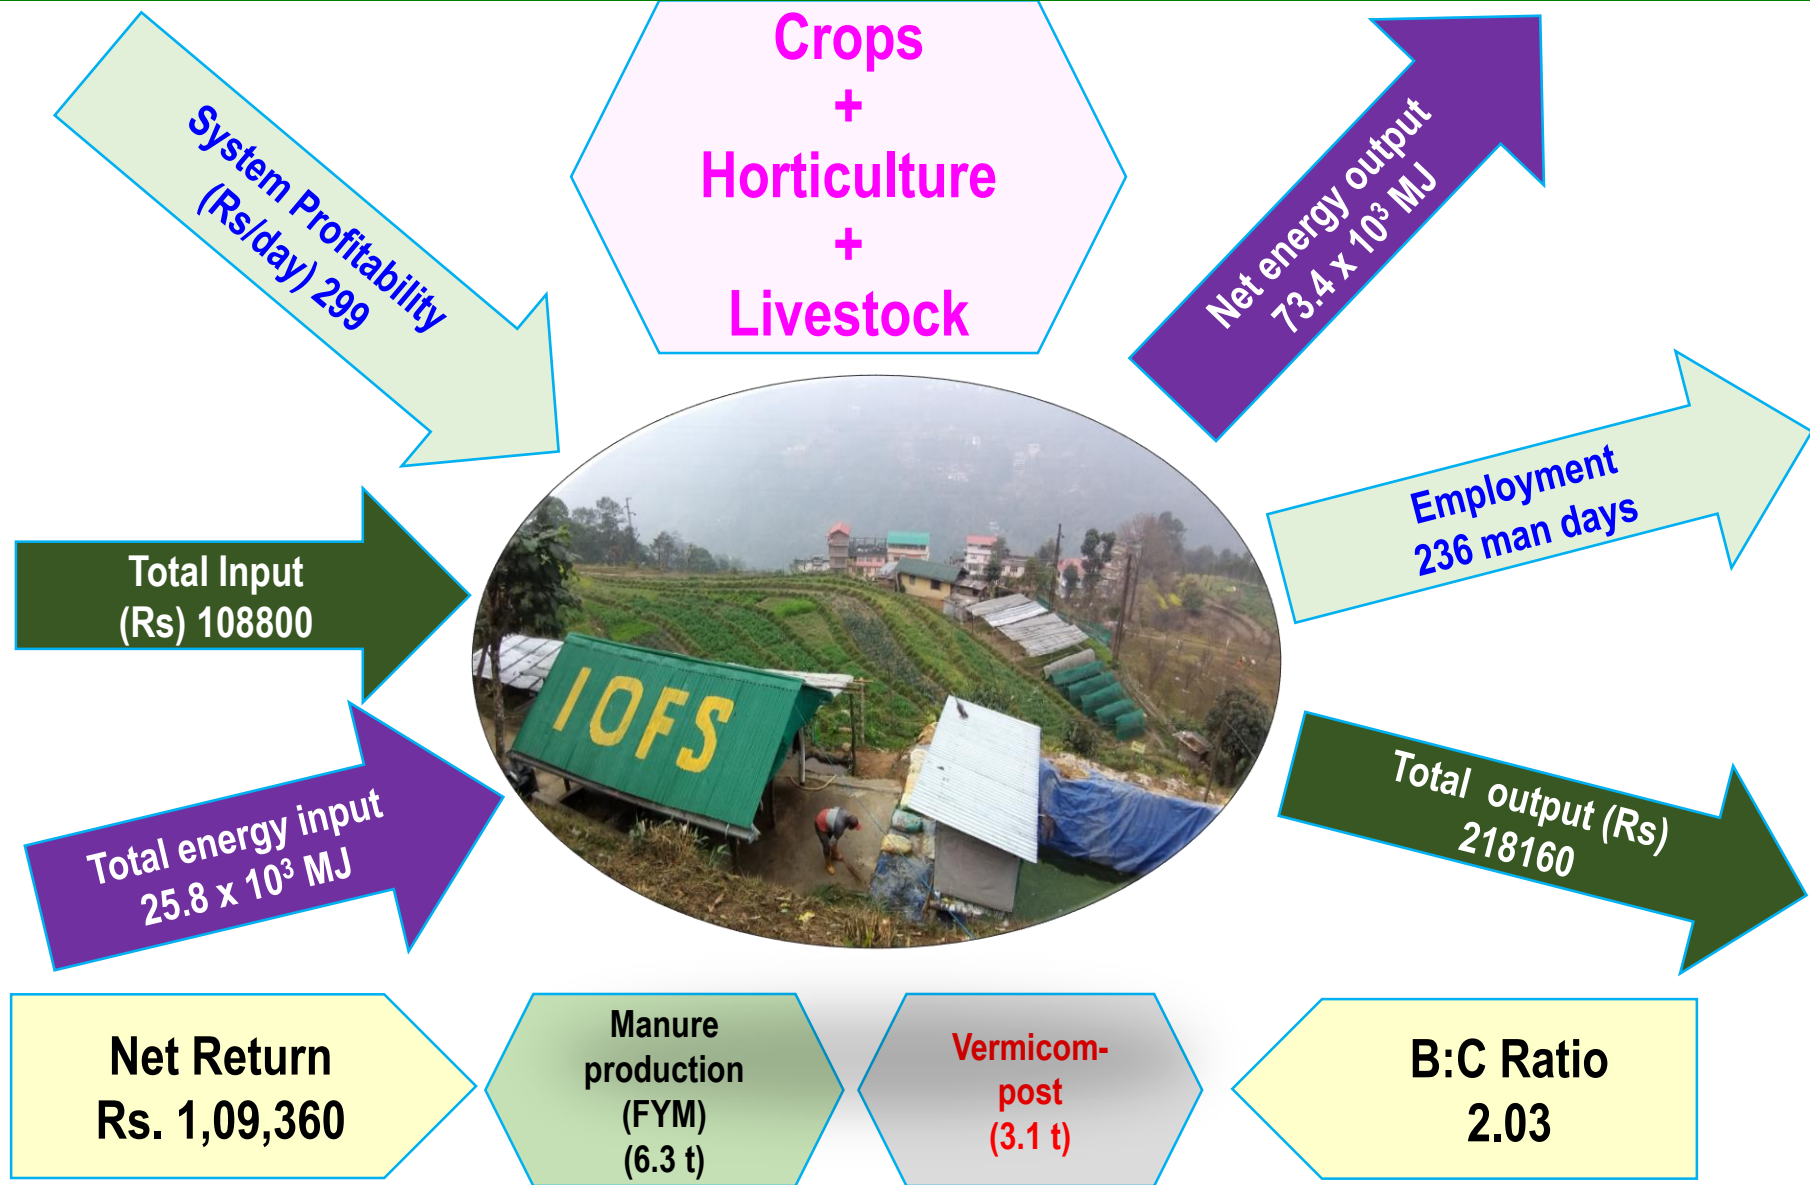 Crops
+
Horticulture
+
Livestock
System Profitability
(Rs/day) 299
Net energy output
73.4 x 10³ MJ
Employment
236 man days
Total Input
(Rs) 108800
IOFS
Total energy input
25.8 x 10³ MJ
Total output (Rs)
218160
Net Return
Rs. 1,09,360
Manure
production
(FYM)
(6.3 t)
Vermicom-
post
(3.1 t)
B:C Ratio
2.03